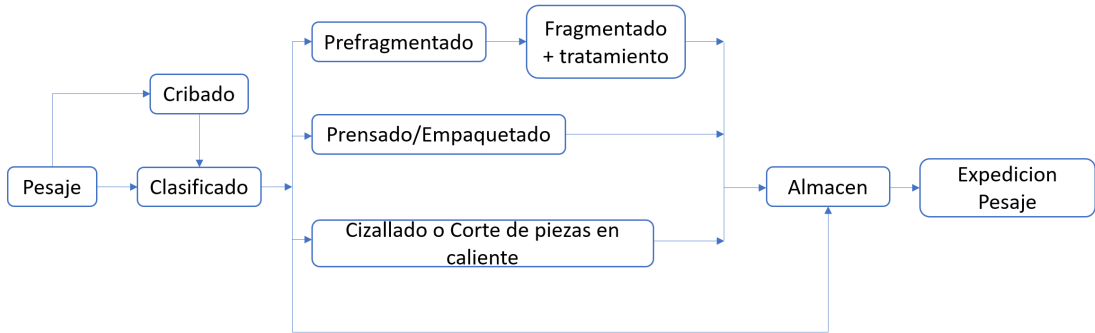 Pesaje
Cribado
Clasificado
Prefragmentado
Fragmentado
+ tratamiento
Prensado/Empaquetado
Cizallado o Corte de piezas en
caliente
Almacen
Expedicion
Pesaje